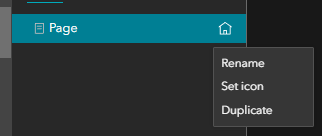 Page
Rename
Set icon
Duplicate